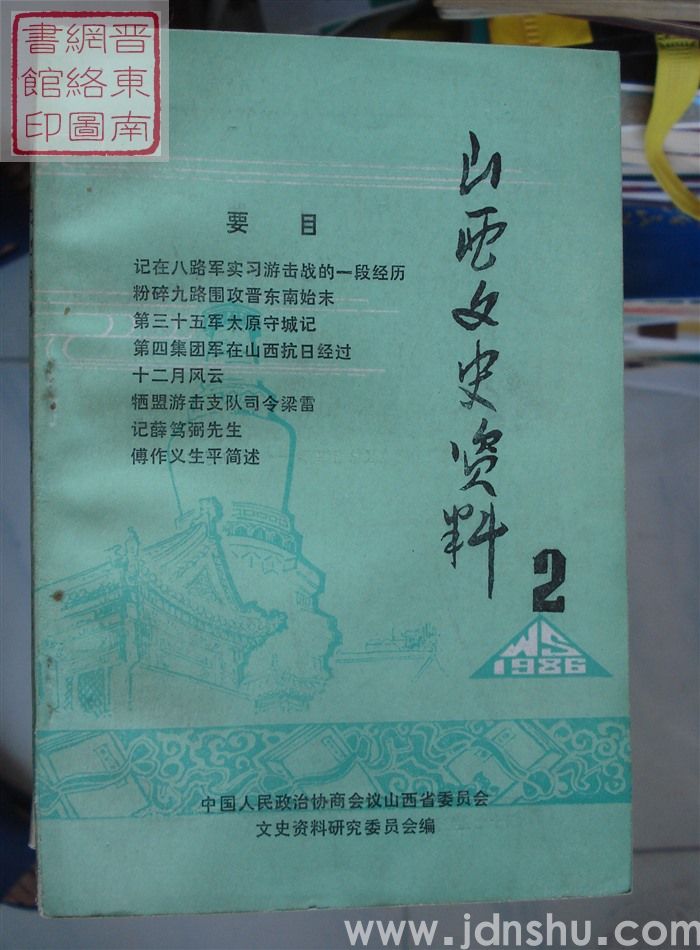 晋東南
網絡圖
書館印
山西文史资料
要目
记在八路军实习游击战的一段经历
粉碎九路围攻晋东南始末
第三十五军太原守城记
第四集团军在山西抗日经过
十二月风云
牺盟游击支队司令梁雷
记薛笃弼先生
傅作义生平简述
2
WS
1986
中国人民政治协商会议山西省委员会
文史资料研究委员会编
www.jdnshu.com